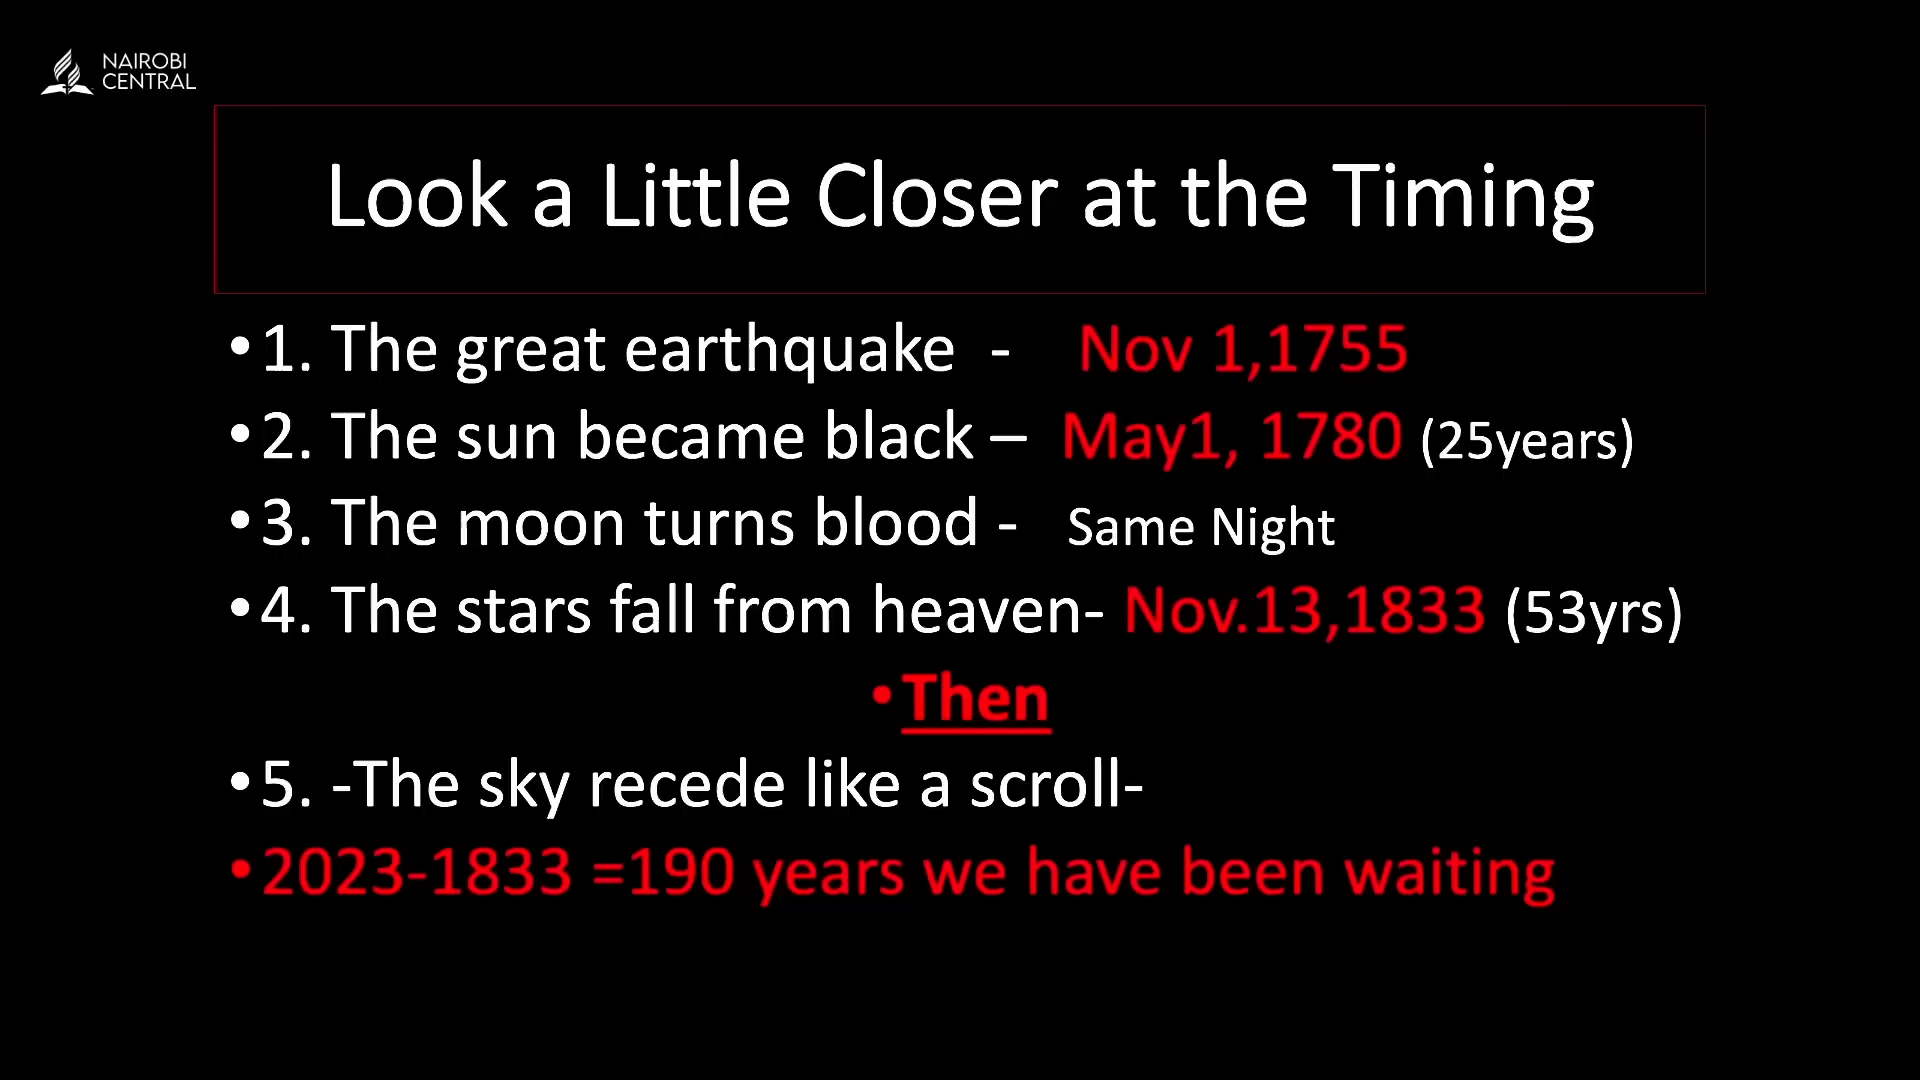 NAIROBI
CENTRAL
Look a Little Closer at the Timing
•1. The great earthquake - Nov 1,1755
•2. The sun became black – May1, 1780 (25years)
•3. The moon turns blood - Same Night
•4. The stars fall from heaven- Nov.13,1833 (53yrs)
•Then
•5. -The sky recede like a scroll-
•2023-1833 =190 years we have been waiting